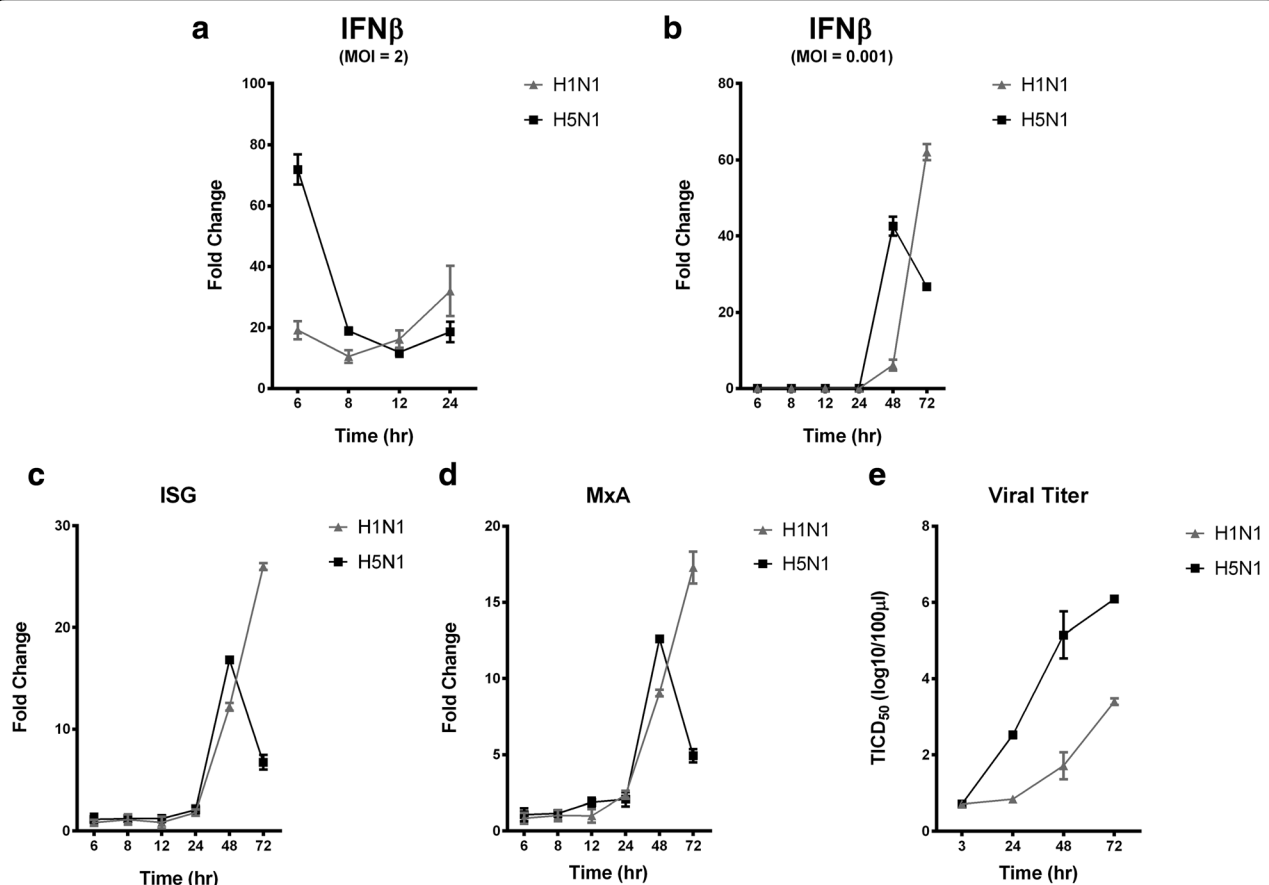 a
IFNβ
(MOI = 2)
100
80
60
40
20
0
Fold Change
6 8 12 24
Time (hr)
H1N1
H5N1
b
IFNβ
(MOI = 0.001)
80
60
40
20
0
Fold Change
6 8 12 24 48 72
Time (hr)
H1N1
H5N1
c
ISG
30
20
10
0
Fold Change
6 8 12 24 48 72
Time (hr)
H1N1
H5N1
d
MxA
20
15
10
5
0
Fold Change
6 8 12 24 48 72
Time (hr)
H1N1
H5N1
e
Viral Titer
8
6
4
2
0
TICD50 (log10/100µl)
3 24 48 72
Time (hr)
H1N1
H5N1